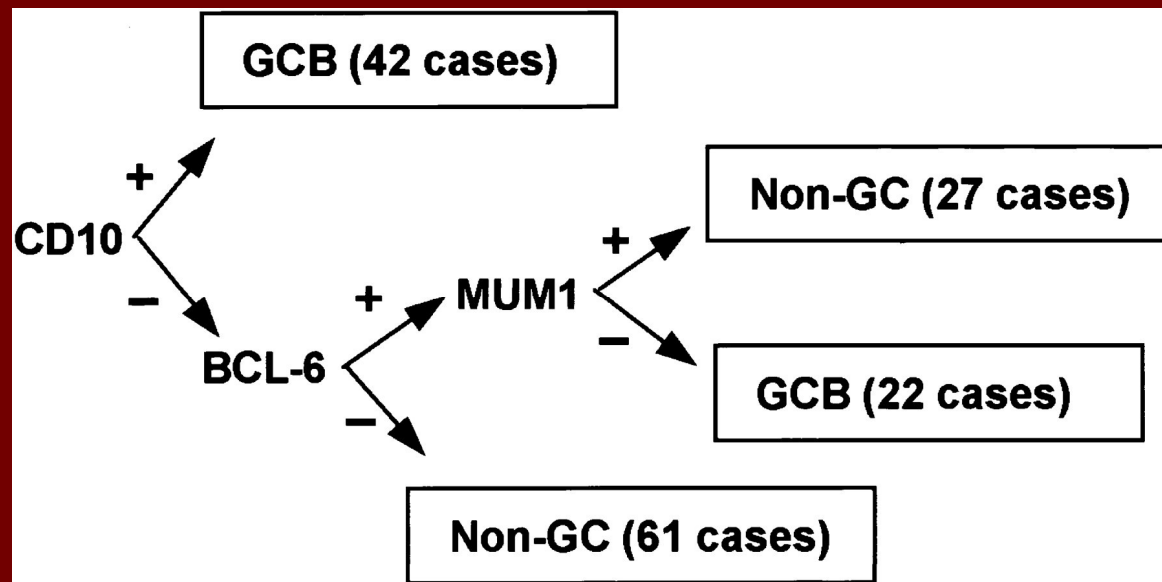 GCB (42 cases)
+
CD10
−
Non-GC (27 cases)
+
+
MUM1
−
BCL-6
−
GCB (22 cases)
Non-GC (61 cases)